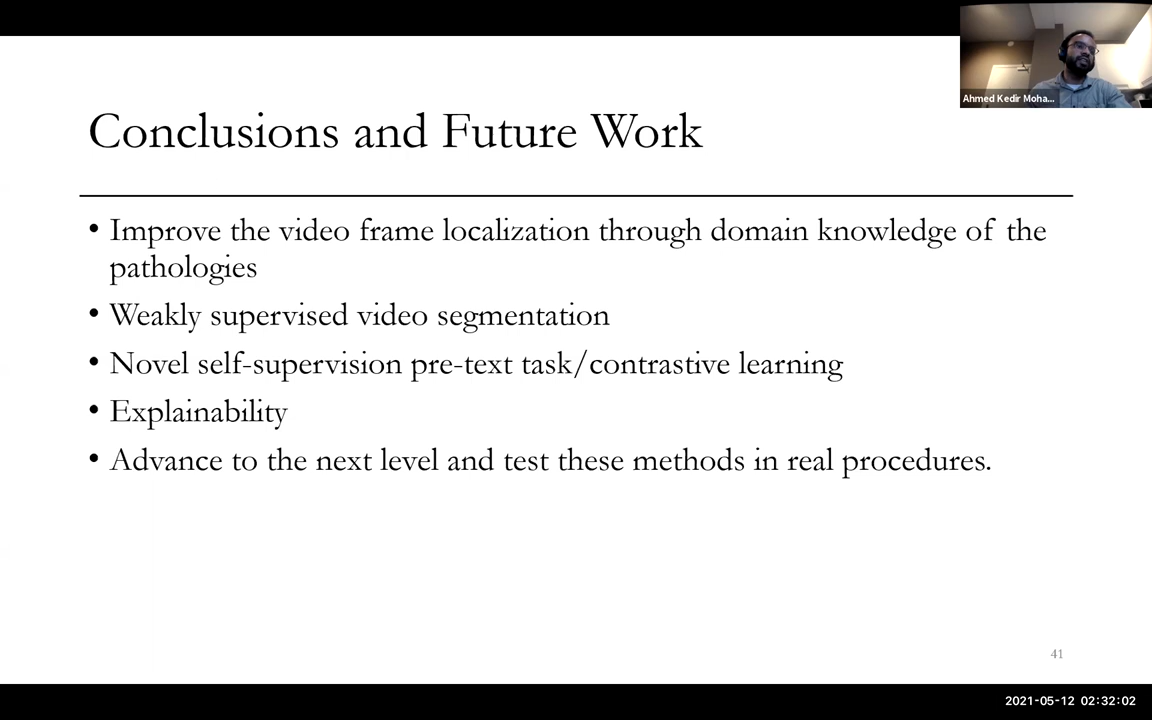 Ahmed Kedir Moha...
Conclusions and Future Work
• Improve the video frame localization through domain knowledge of the
pathologies
• Weakly supervised video segmentation
• Novel self-supervision pre-text task/contrastive learning
• Explainability
• Advance to the next level and test these methods in real procedures.
41
2021-05-12 02:32:02